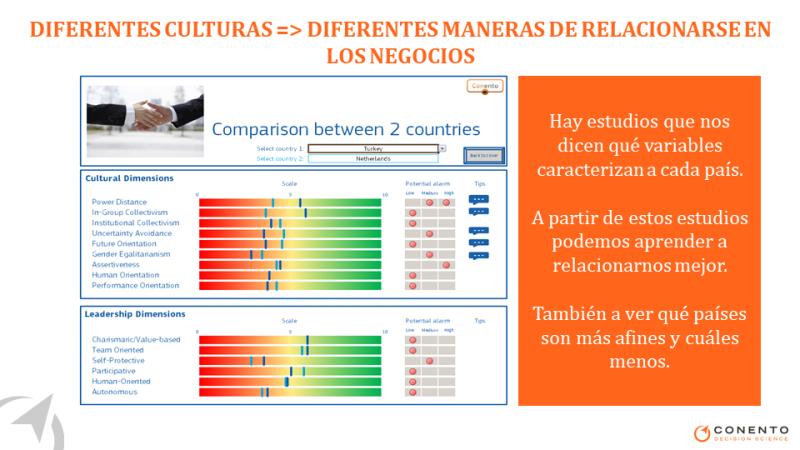 DIFERENTES CULTURAS => DIFERENTES MANERAS DE RELACIONARSE EN
LOS NEGOCIOS
Conento
Comparison between 2 countries
Select country 1: Turkey
Select country 2: Netherlands
Cultural Dimensions
Scale Potential alarm Tips
0 5 10 Low Medium High
Power Distance
In-Group Collectivism
Institutional Collectivism
Uncertainty Avoidance
Future Orientation
Gender Egalitarianism
Assertiveness
Human Orientation
Performance Orientation
Leadership Dimensions
Scale Potential alarm Tips
0 5 10 Low Medium High
Charismaric/Value-based
Team Oriented
Self-Protective
Participative
Human-Oriented
Autonomous
Hay estudios que nos
dicen qué variables
caracterizan a cada país.
A partir de estos estudios
podemos aprender a
relacionarnos mejor.
También a ver qué países
son más afines y cuáles
menos.
CONENTO
DECISION SCIENCE